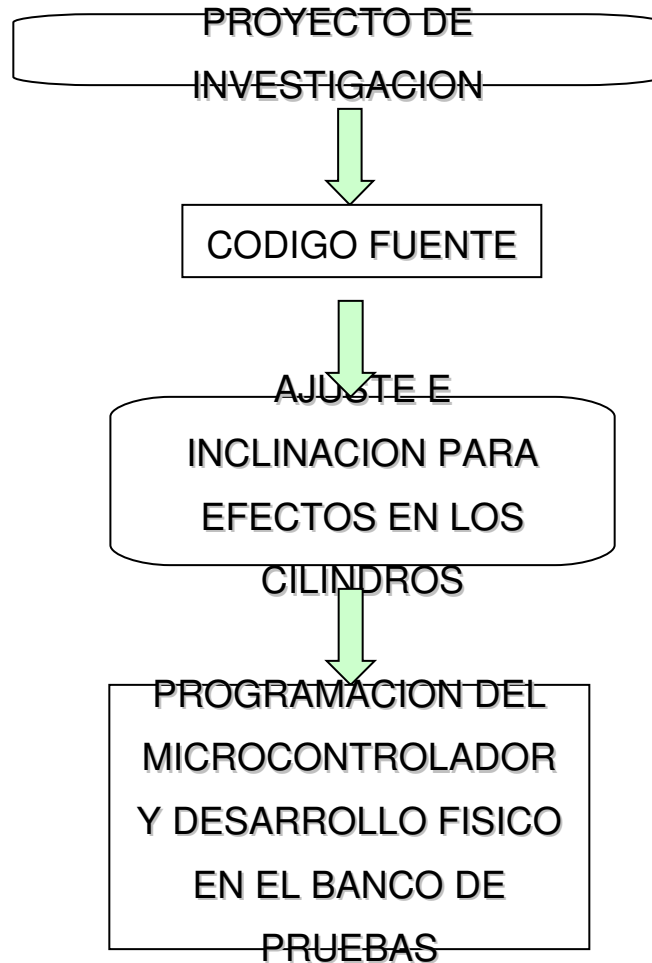 PROYECTO DE
INVESTIGACION
CODIGO FUENTE
AJUSTE E
INCLINACION PARA
EFECTOS EN LOS
CILINDROS
PROGRAMACION DEL
MICROCONTROLADOR
Y DESARROLLO FISICO
EN EL BANCO DE
PRUEBAS